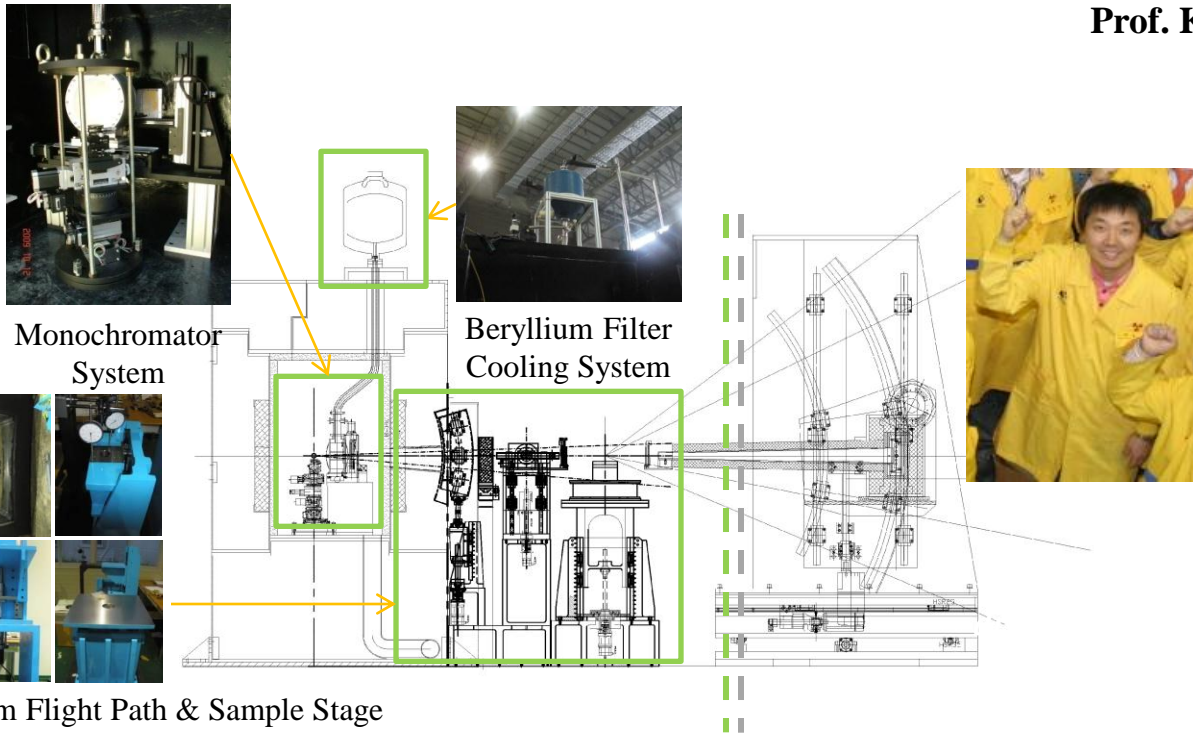 Prof. K
Monochromator
System
Beryllium Filter
Cooling System
m Flight Path & Sample Stage